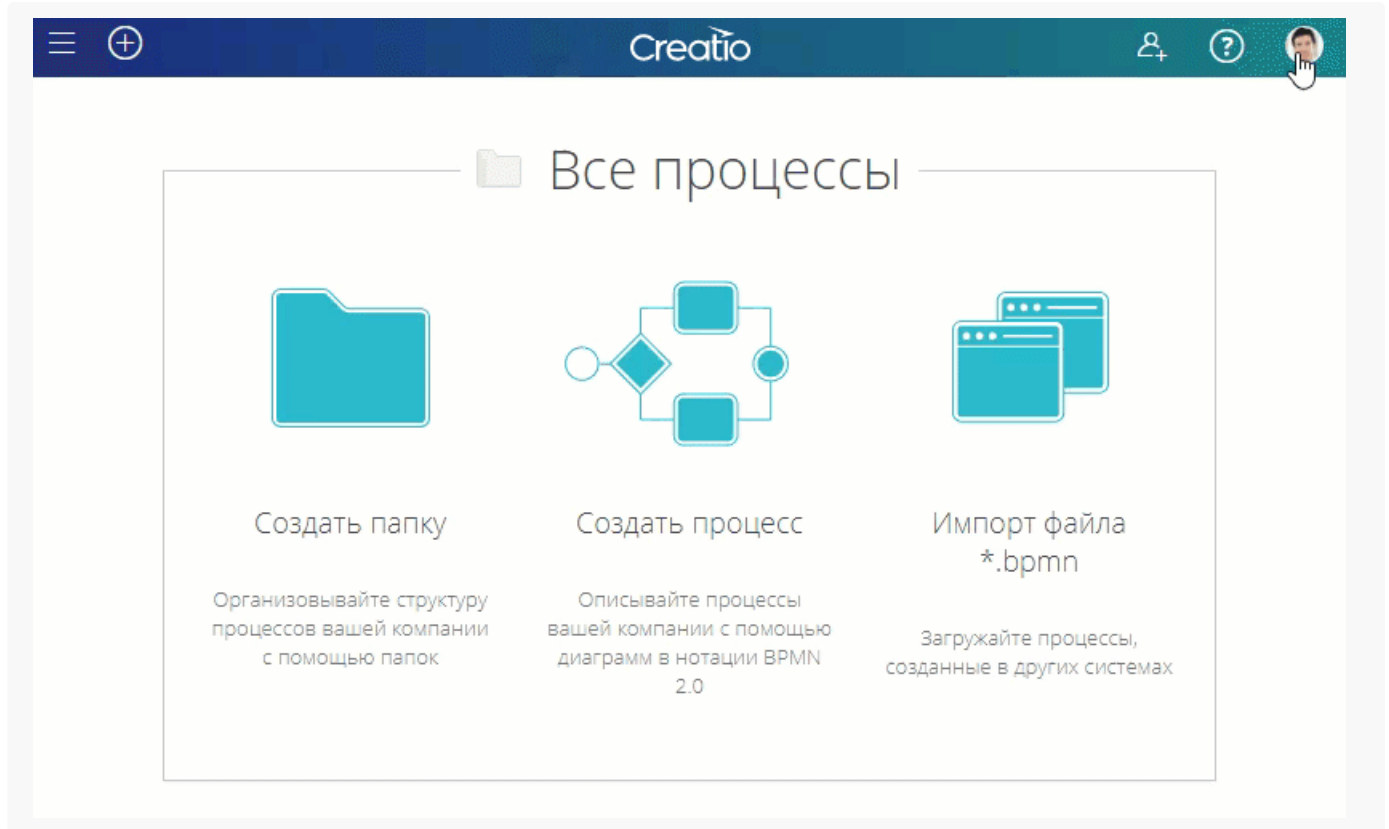 Creatio
Все процессы
Создать папку
Организовывайте структуру
процессов вашей компании
с помощью папок
Создать процесс
Описывайте процессы
вашей компании с помощью
диаграмм в нотации BPMN
2.0
Импорт файла
*.bpmn
Загружайте процессы,
созданные в других системах